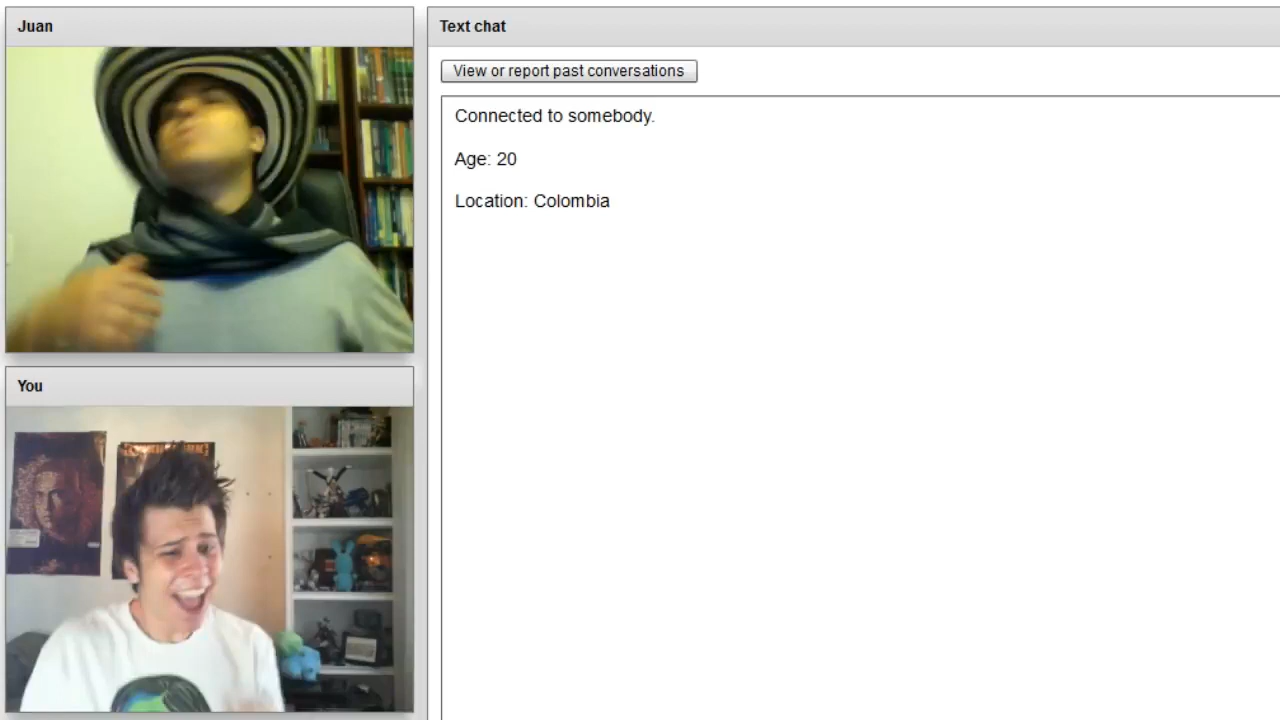 Juan
Text chat
View or report past conversations
Connected to somebody.
Age: 20
Location: Colombia
You